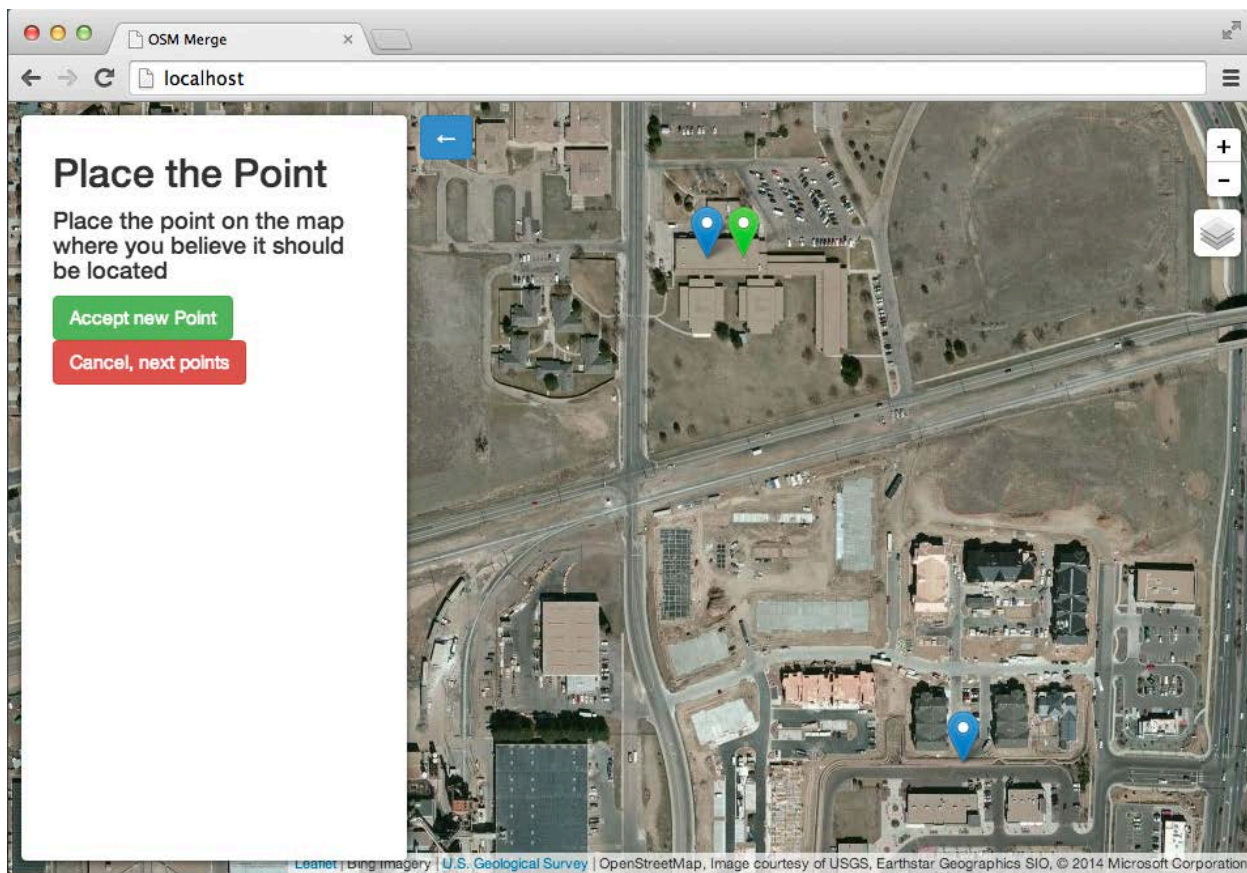 OSM Merge
localhost
Place the Point
Place the point on the map
where you believe it should
be located
Accept new Point
Cancel, next points
←
+
-
Leaflet | Bing Imagery | U.S. Geological Survey | OpenStreetMap, Image courtesy of USGS, Earthstar Geographics SIO, © 2014 Microsoft Corporation